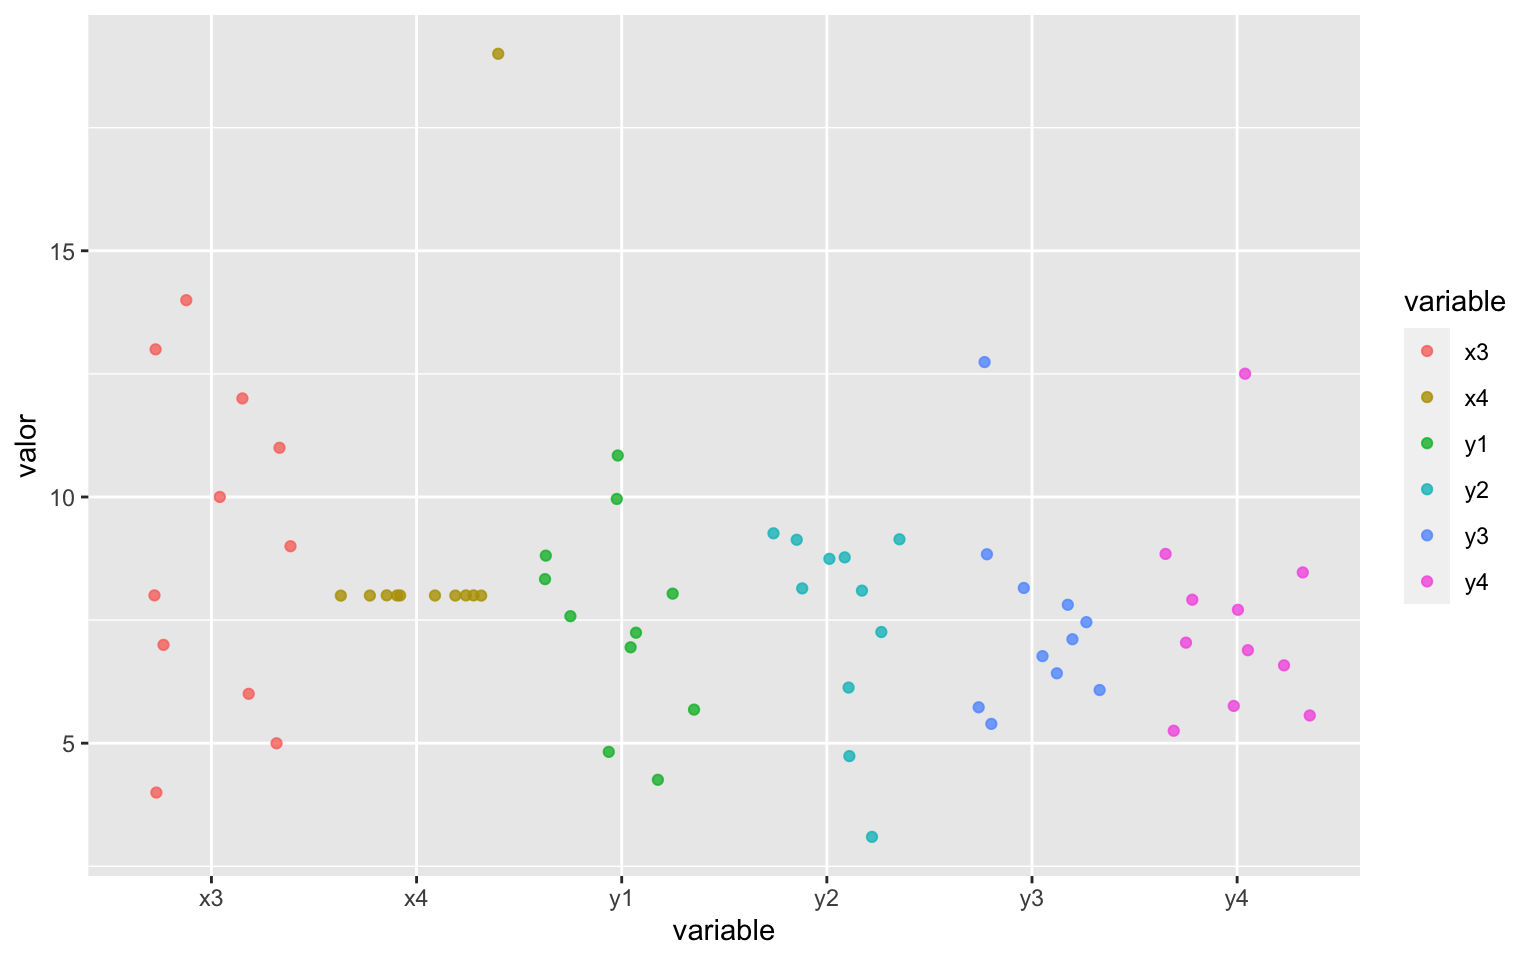 valor
15
10
5
x3 x4 y1 y2 y3 y4
variable
variable
x3
x4
y1
y2
y3
y4